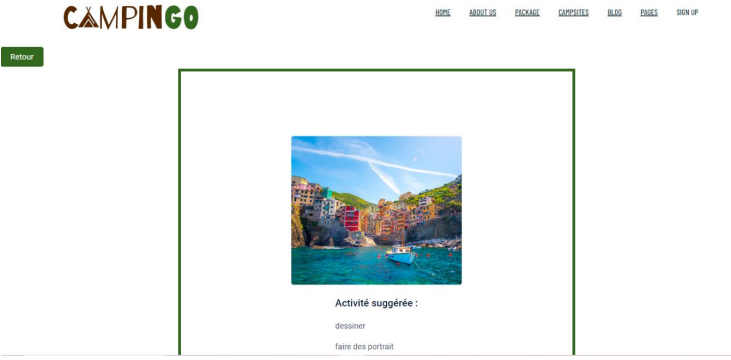 CAMPINGO
HOME ABOUT US PACKAGE CAMPSITES BLOG PAGES SIGN UP
Retour
Activité suggérée :
dessiner
faire des portrait